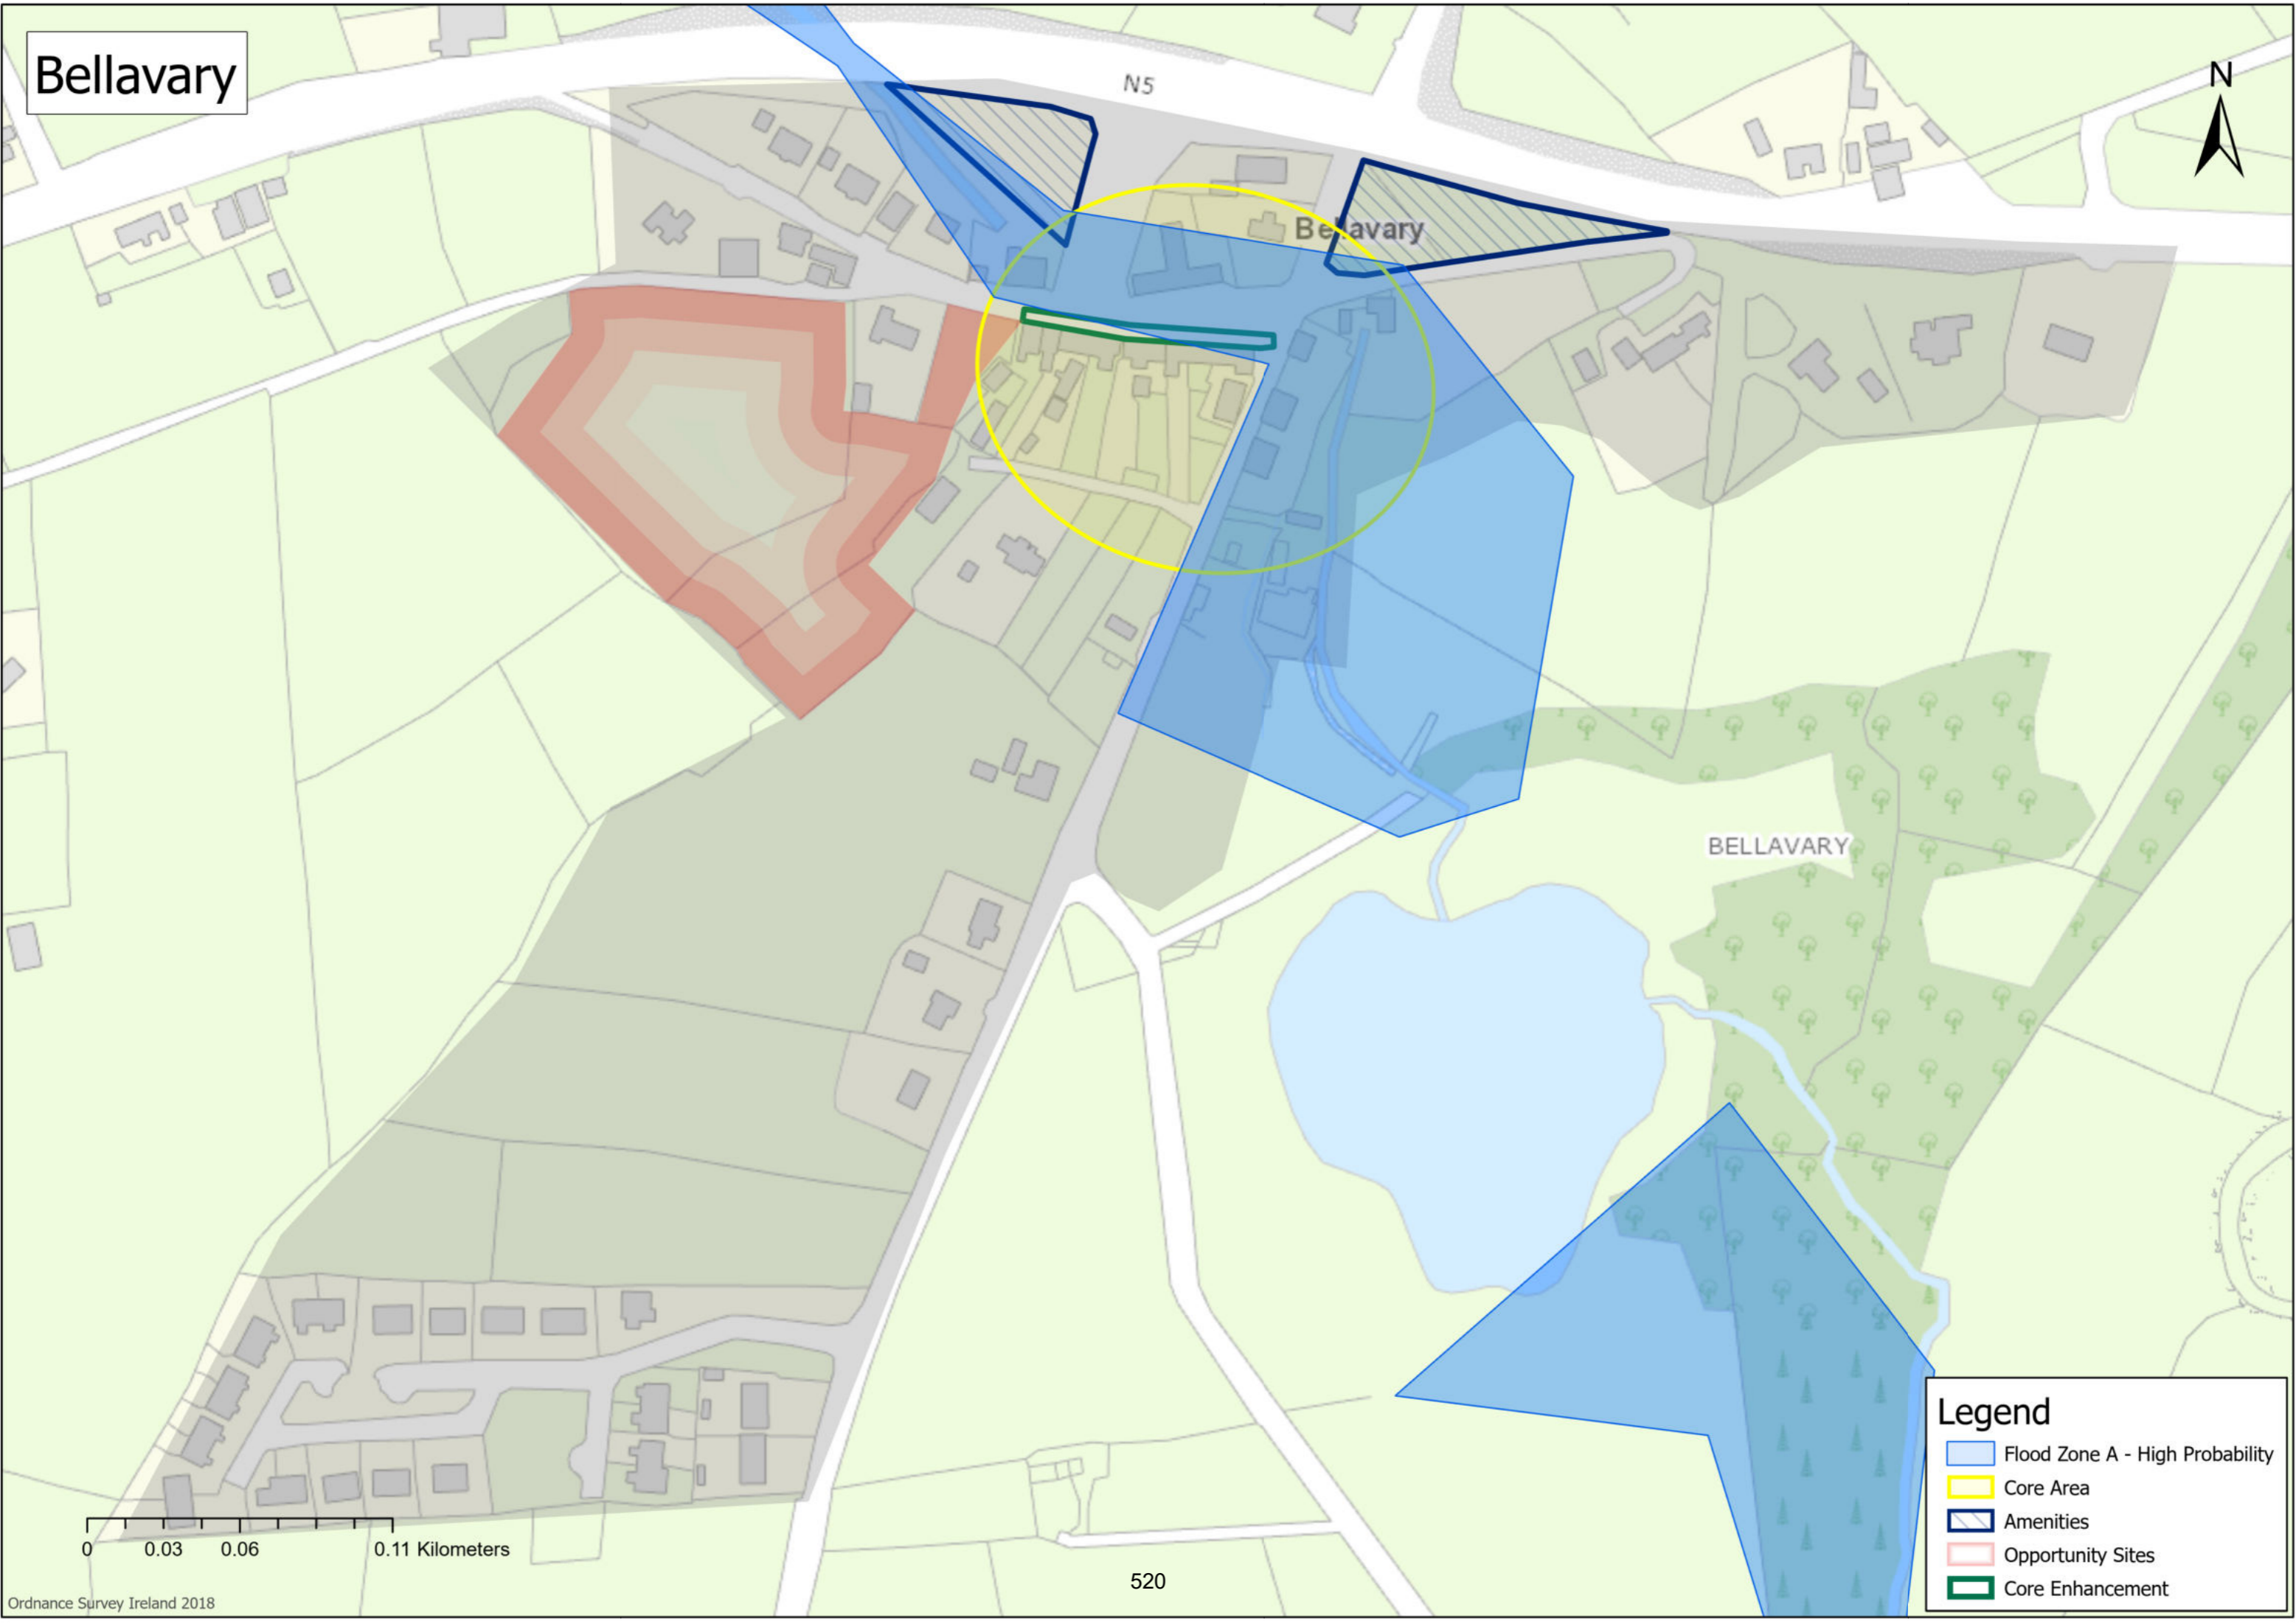 Bellavary
N5
N
Bellavary
BELLAVARY
Legend
Flood Zone A - High Probability
Core Area
Amenities
Opportunity Sites
Core Enhancement
0 0.03 0.06 0.11 Kilometers
520
Ordnance Survey Ireland 2018